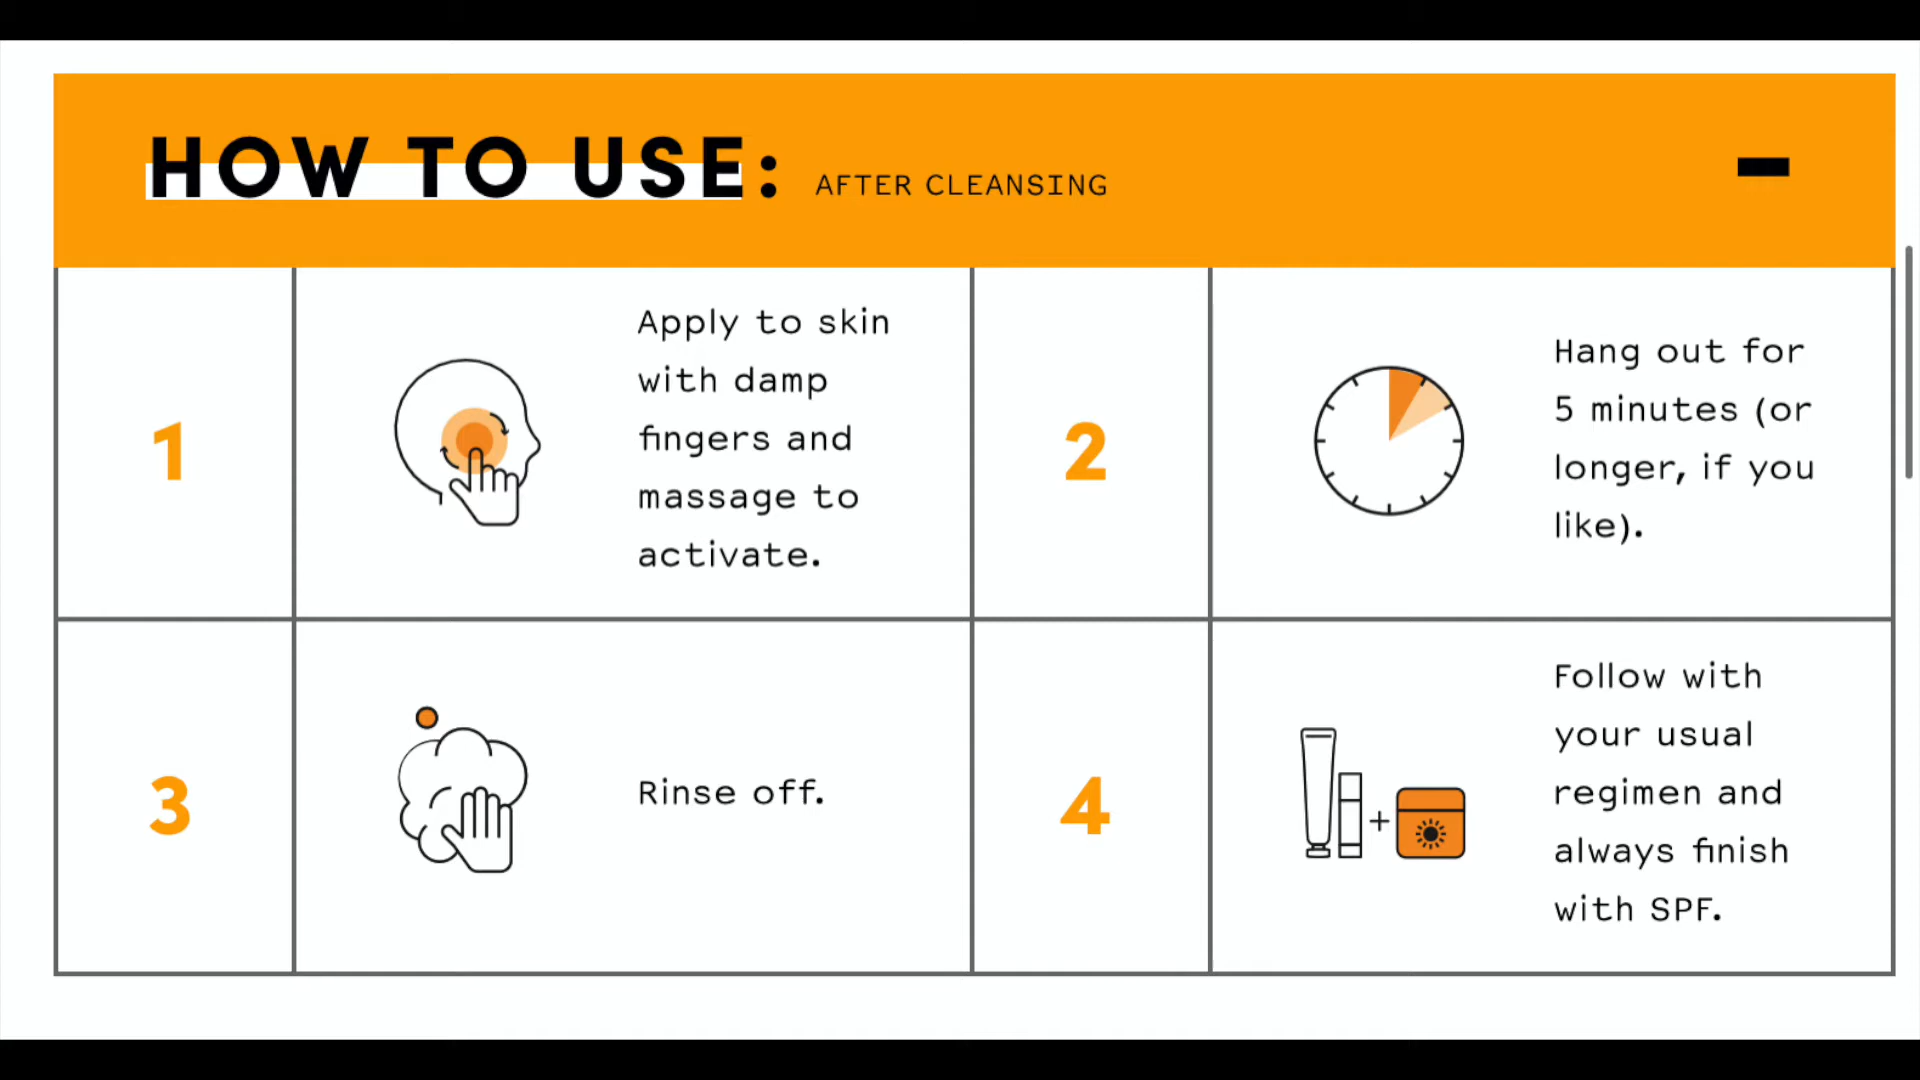 HOW TO USE: AFTER CLEANSING
1
Apply to skin
with damp
fingers and
massage to
activate.
2
Hang out for
5 minutes (or
longer, if you
like).
3
Rinse off.
4
Follow with
your usual
regimen and
always finish
with SPF.